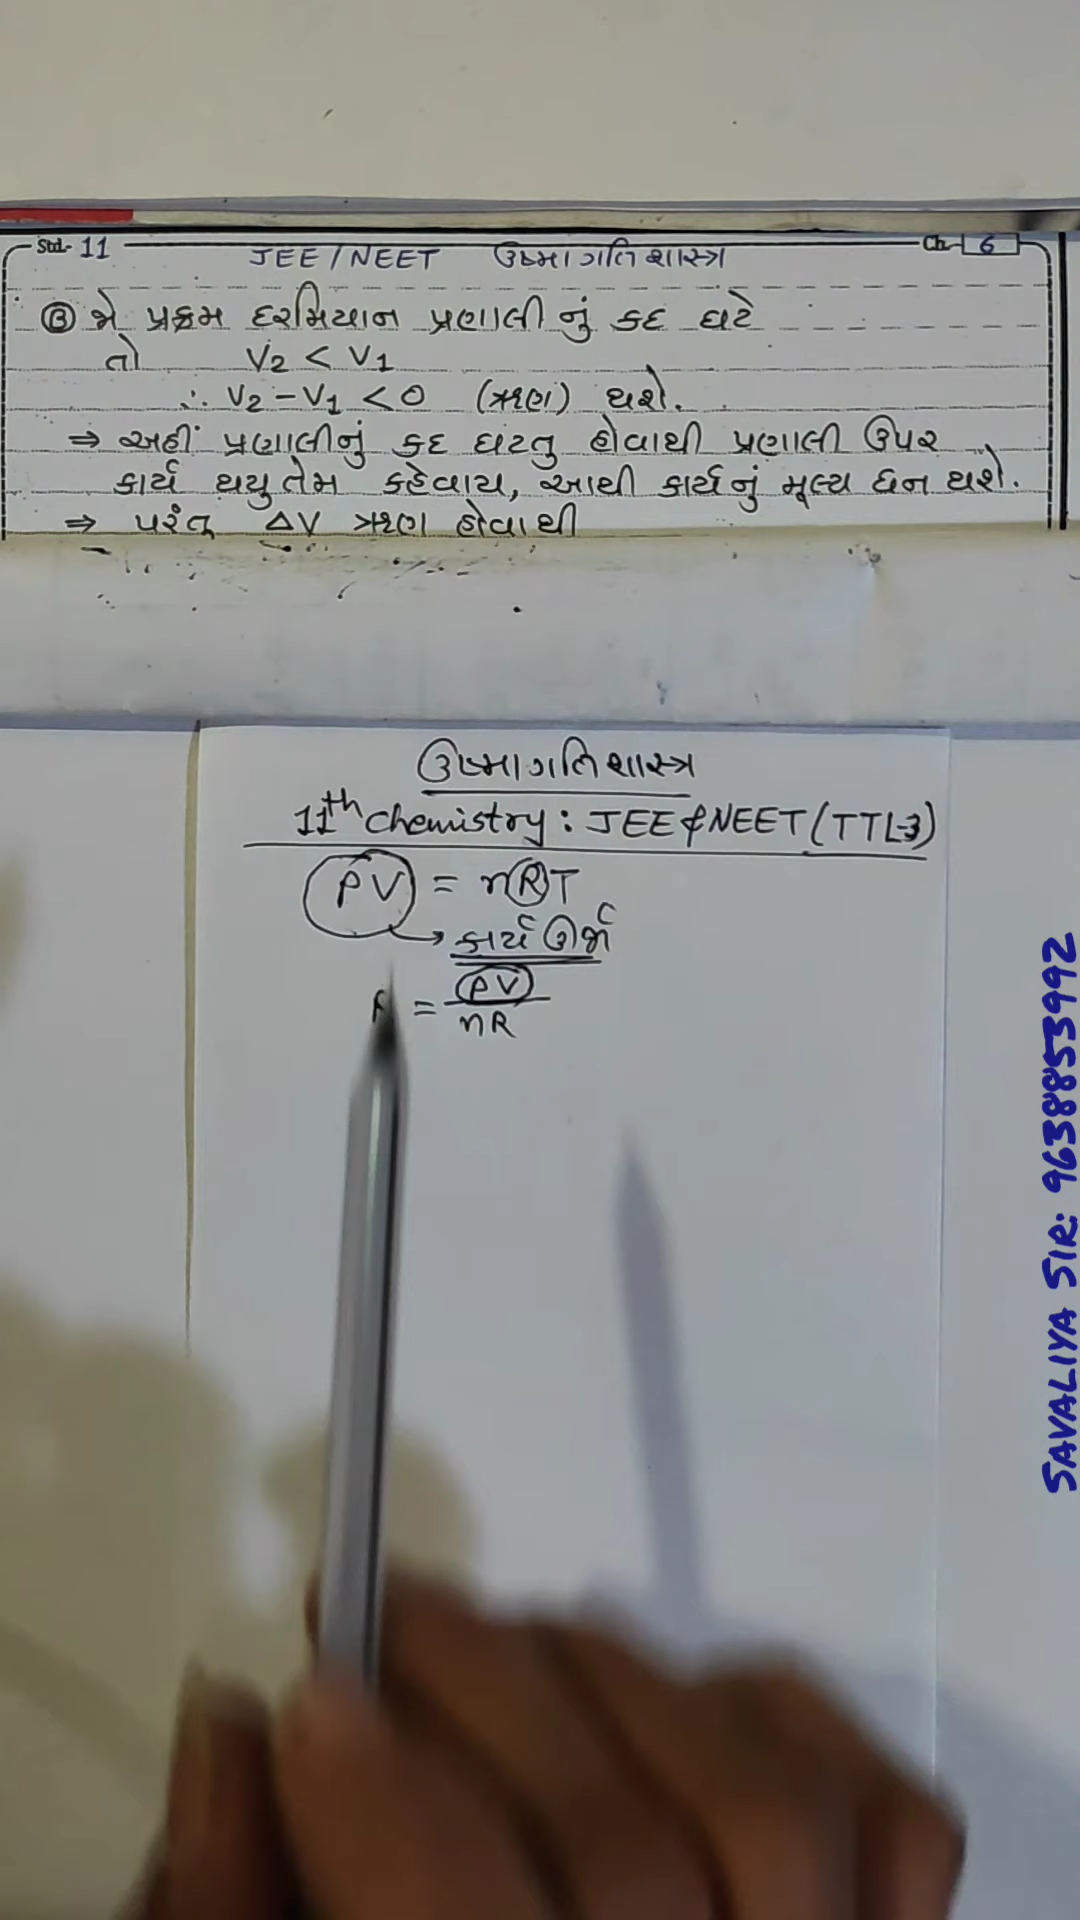 Std.- 11 JEE/NEET ઉષ્માગતિશાસ્ત્ર Ch 6
Ⓑ જો પ્રક્રમ દરમિયાન પ્રણાલીનું કદ ઘટે
તો V2 < V1
∴ V2 - V1 < 0 (ઋણ) થશે.
⇒ અહીં પ્રણાલીનું કદ ઘટતુ હોવાથી પ્રણાલી ઉપર
કાર્ય થયુ તેમ કહેવાય, આથી કાર્યનું મૂલ્ય ધન થશે.
⇒ પરંતુ ΔV ઋણ હોવાથી
ઉષ્માગતિશાસ્ત્ર
11th chemistry: JEE & NEET (TTL-3)
PV = nRT
→ કાર્ય ઊર્જા
= PV / nR
SAVALIYA SIR: 9638853992